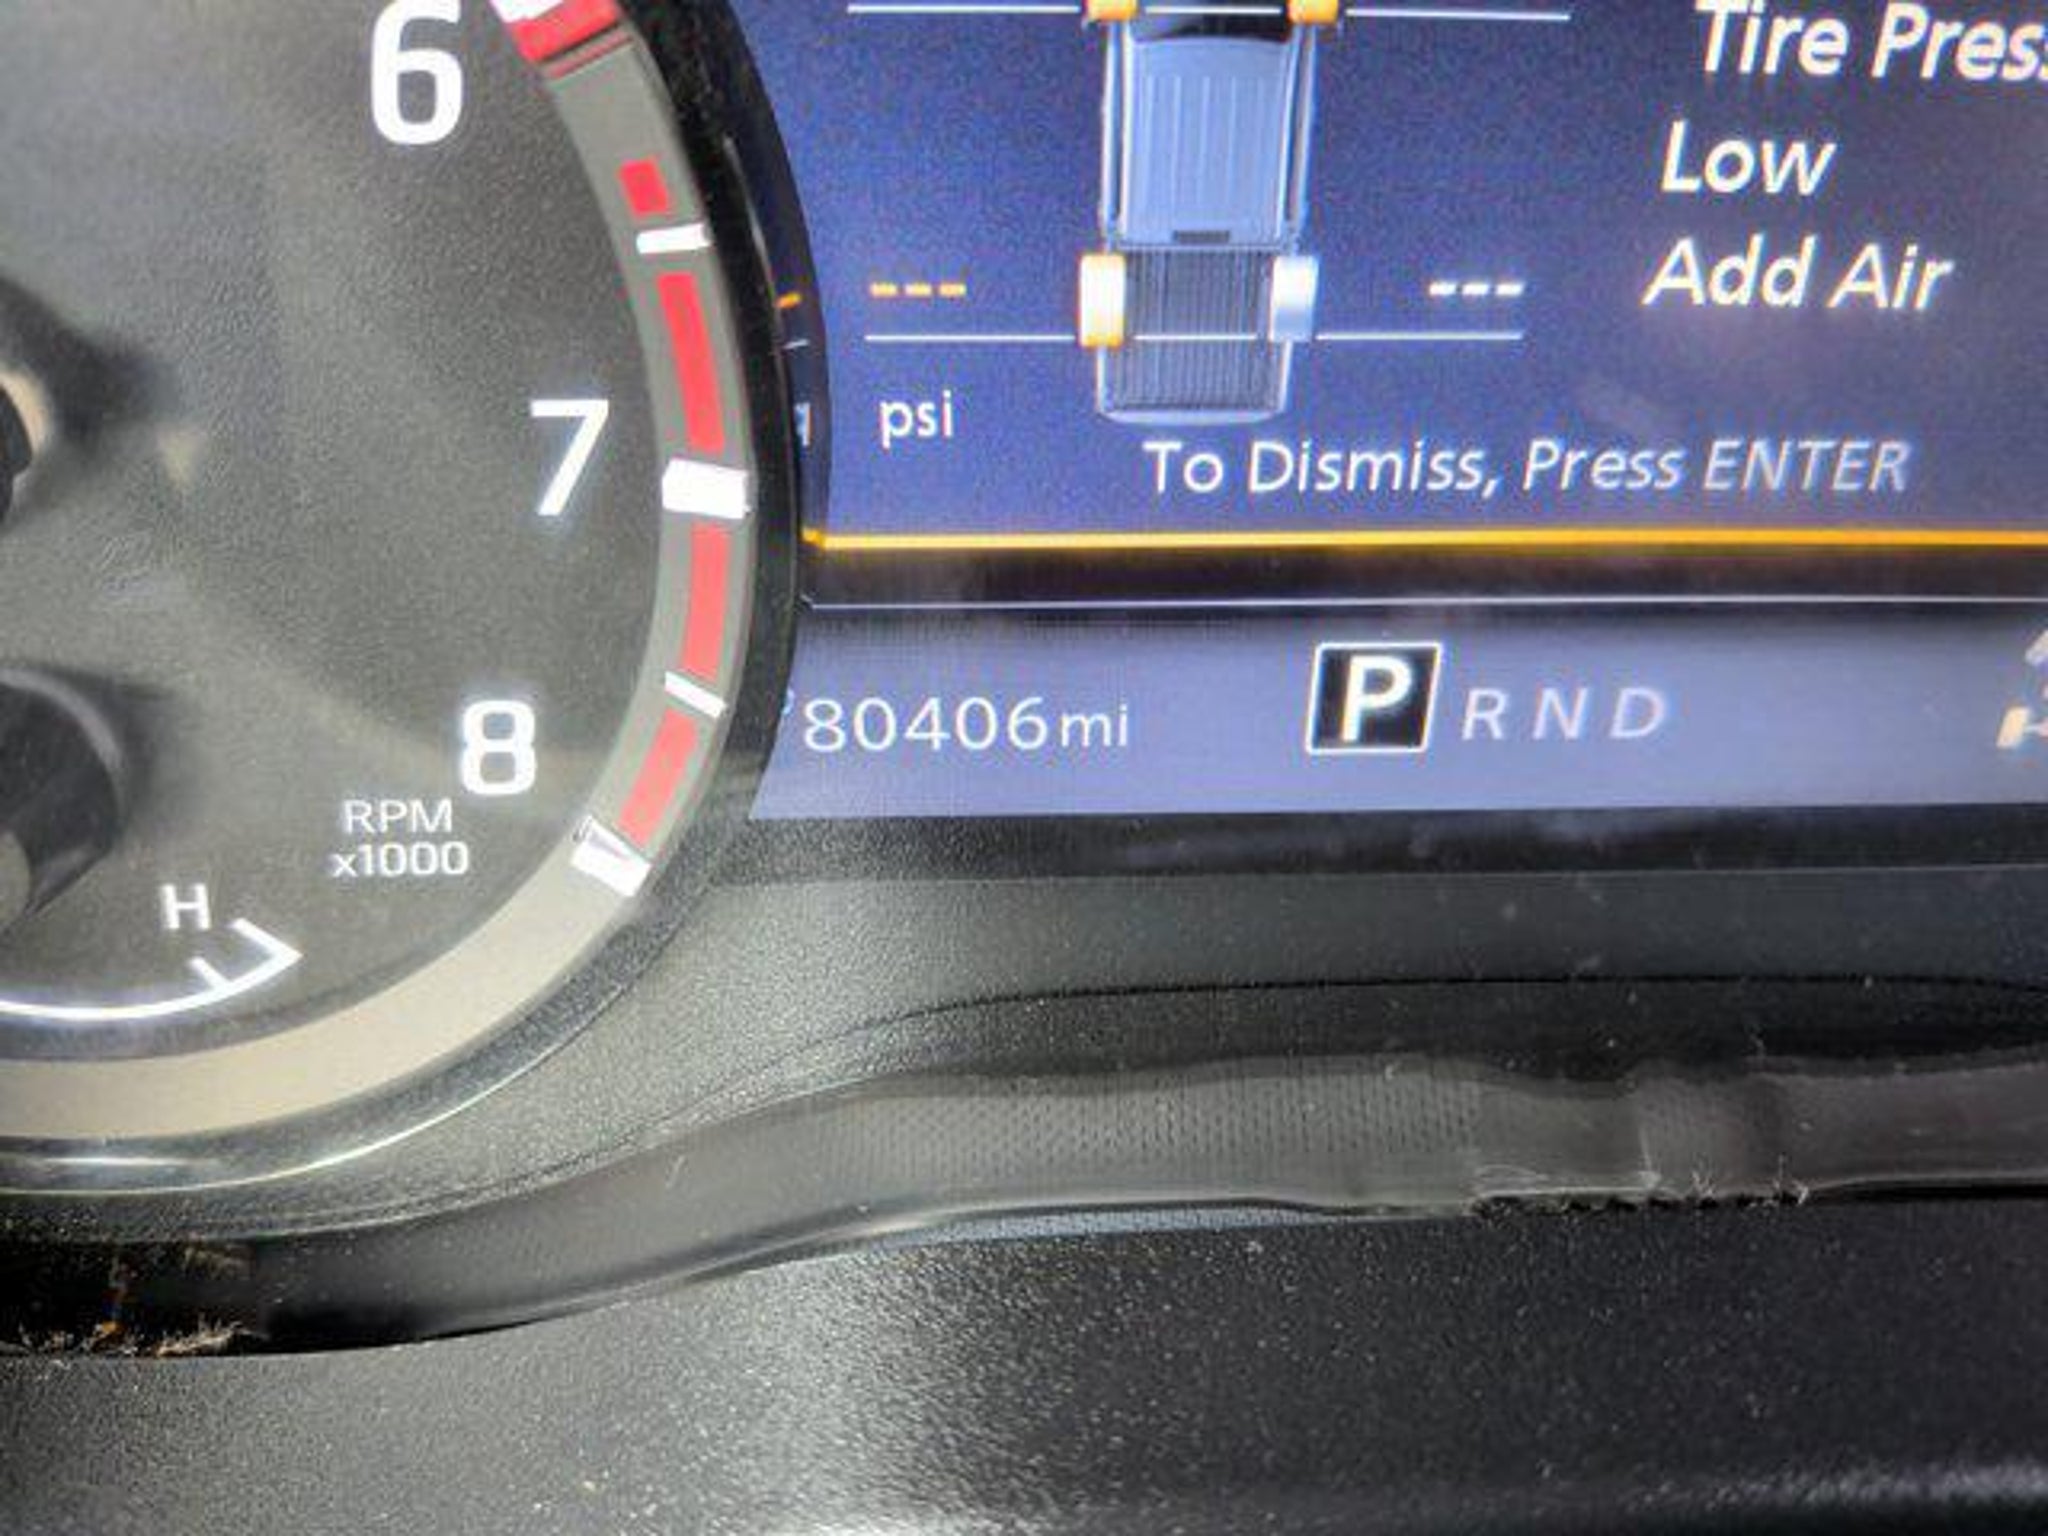 6
Tire Pres
Low
Add Air
--- ---
7
psi
To Dismiss, Press ENTER
80406mi
P R N D
8
RPM
x1000
H